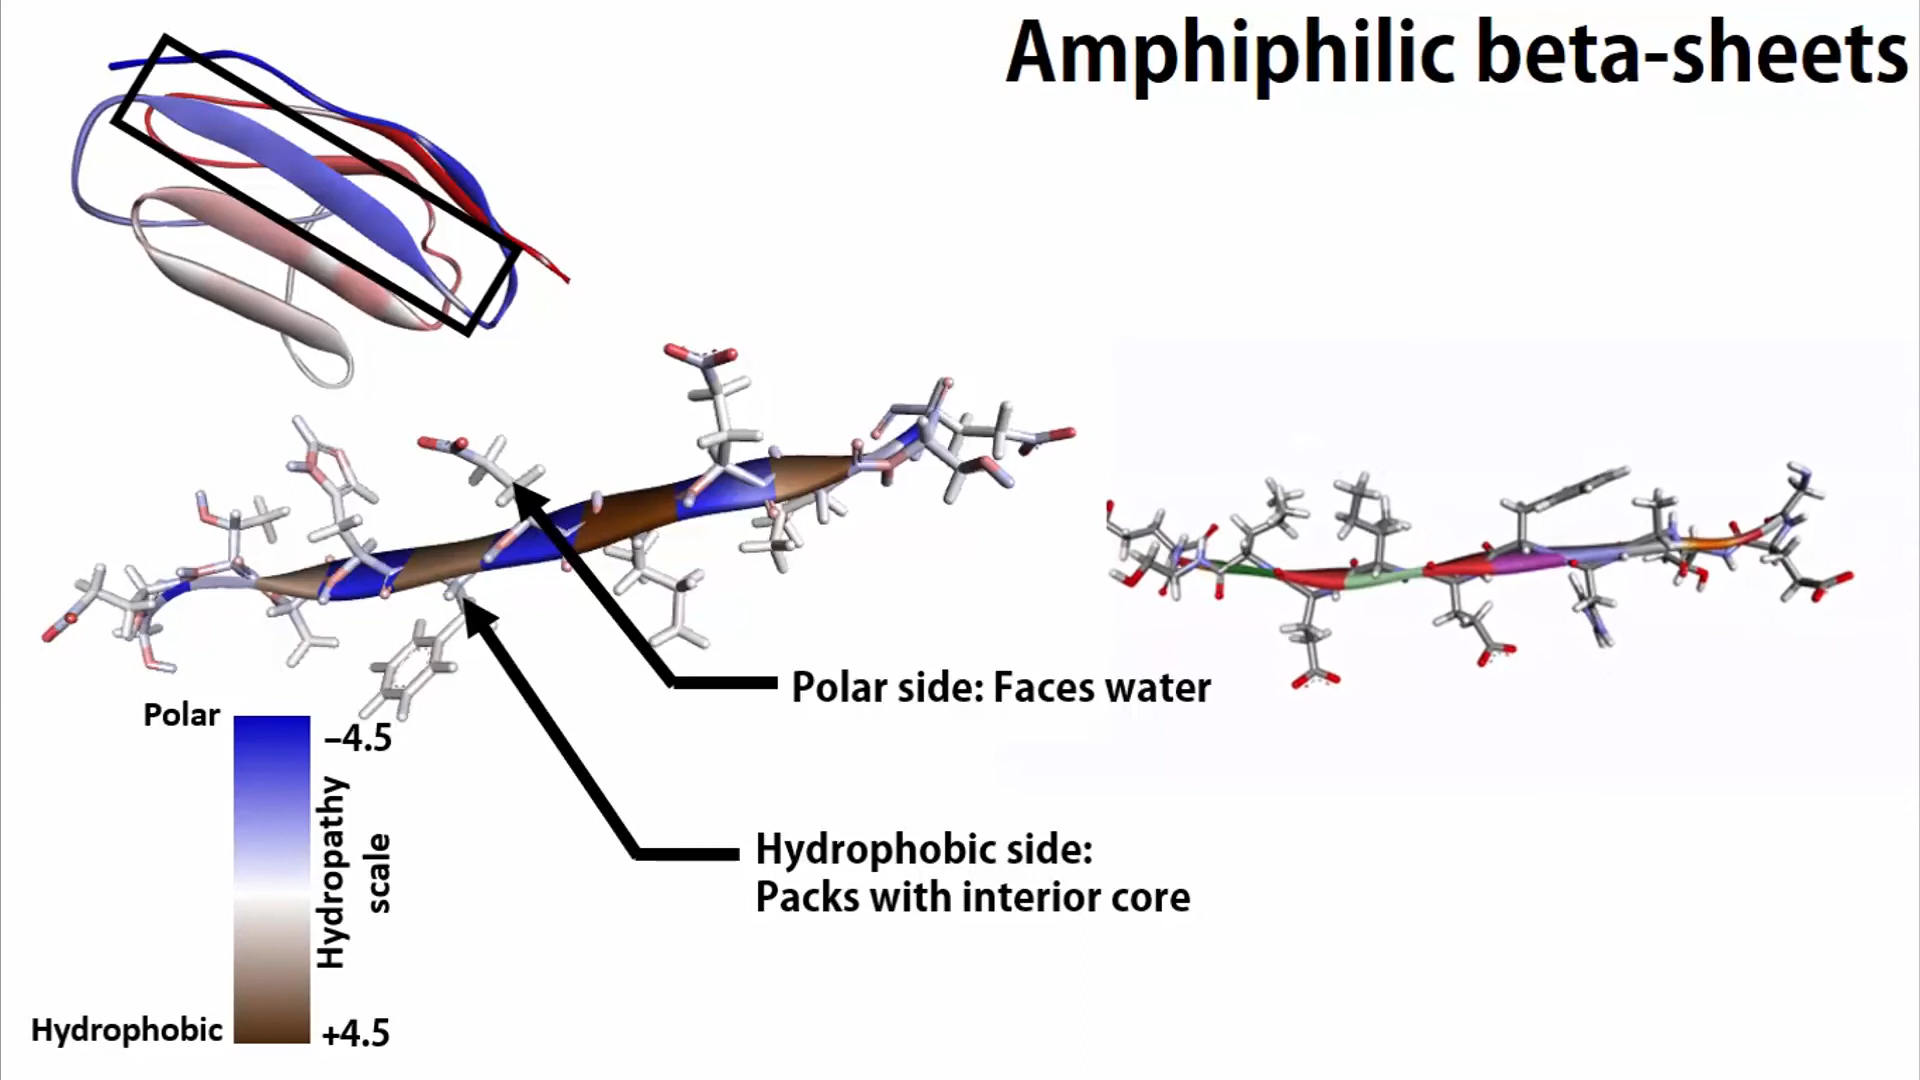 Amphiphilic beta-sheets
Polar side: Faces water
Hydrophobic side:
Packs with interior core
Polar
–4.5
Hydropathy
scale
Hydrophobic
+4.5